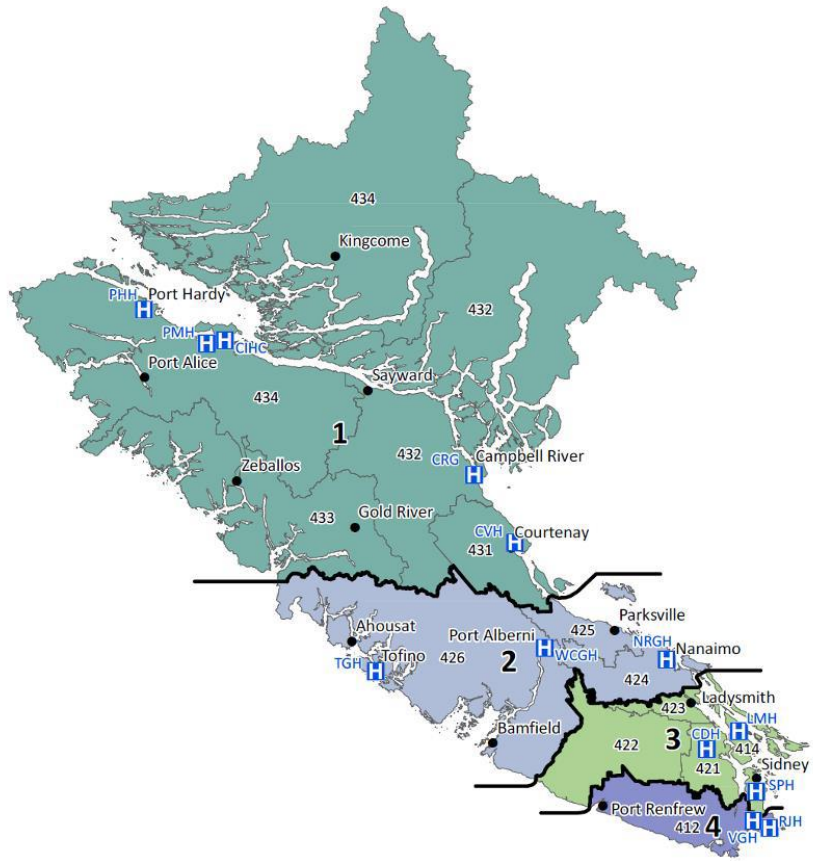 434
Kingcome
PHH
Port Hardy
H
432
PMH
H
H
CIHC
Port Alice
Sayward
434
1
432
CRG
Campbell River
H
Zeballos
433
Gold River
CVH
Courtenay
H
431
Parksville
425
Ahousat
Port Alberni
NRGH
Nanaimo
H
WCGH
H
TGH
Tofino
H
426
2
424
Ladysmith
423
Bamfield
LMH
H
CDH
H
422
3
414
421
Sidney
SPH
H
Port Renfrew
412
4
VGH
H
H
RJH